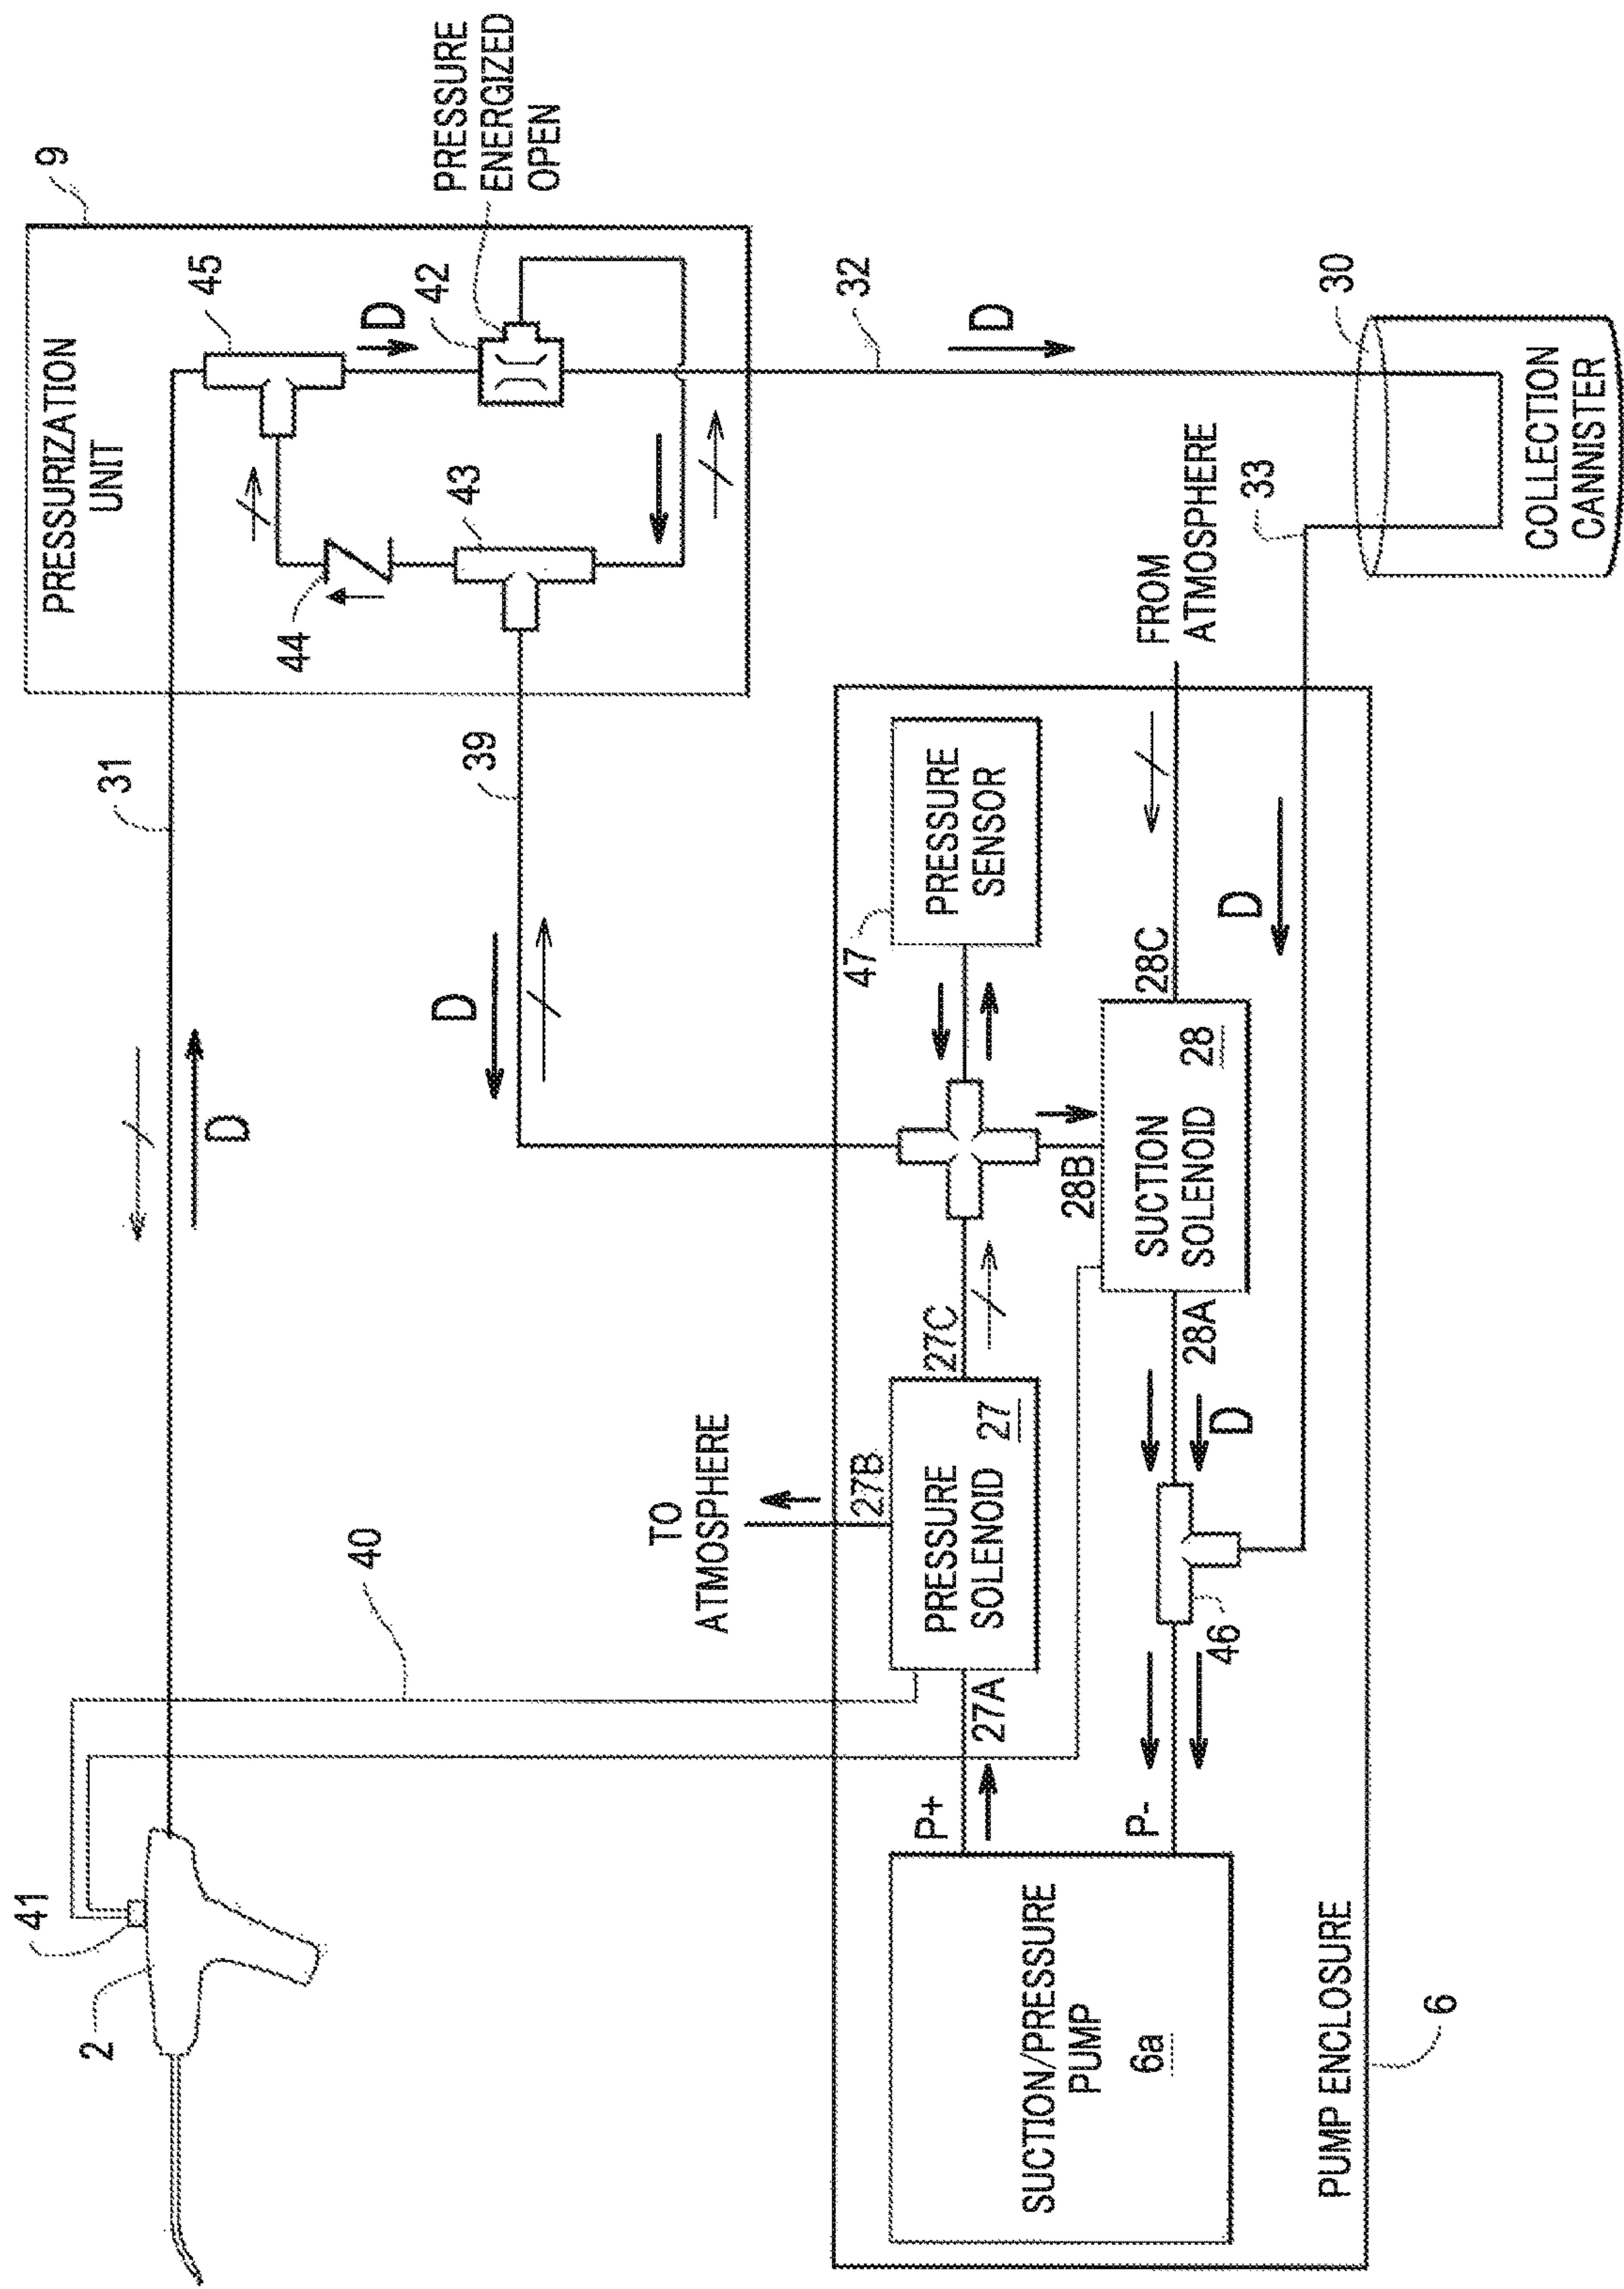 41
2
40
31
D
39
D
PRESSURIZATION
UNIT
9
45
D
42
43
44
PRESSURE
ENERGIZED
OPEN
32
D
30
33
COLLECTION
CANNISTER
TO
ATMOSPHERE
FROM
ATMOSPHERE
SUCTION/PRESSURE
PUMP
6a
P+
P-
27A
27B
27C
PRESSURE
SOLENOID 27
47
PRESSURE
SENSOR
28B
28C
SUCTION
SOLENOID 28
28A
D
D
46
PUMP ENCLOSURE
6